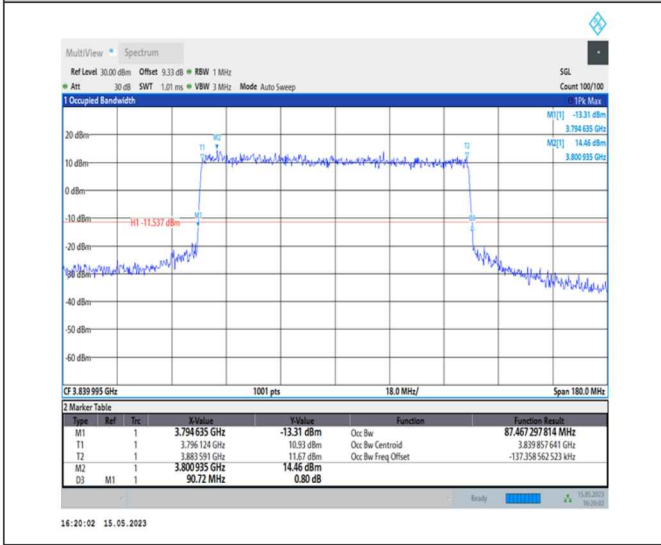 MultiView Spectrum
Ref Level 30.00 dBm Offset 9.33 dB RBW 1 MHz SGL
Att 30 dB SWT 1.01 ms VBW 3 MHz Mode Auto Sweep Count 100/100
1 Occupied Bandwidth 1Pk Max
M1[1] -13.31 dBm
3.794 635 GHz
M2[1] 14.46 dBm
3.800 935 GHz
20 dBm
M2
T1
T2
10 dBm
0 dBm
-10 dBm
M1
D3
H1 -11.537 dBm
-20 dBm
-30 dBm
-40 dBm
-50 dBm
-60 dBm
CF 3.839 995 GHz 1001 pts 18.0 MHz/ Span 180.0 MHz
2 Marker Table
Type Ref Trc X-Value Y-Value Function Function Result
M1 1 3.794 635 GHz -13.31 dBm Occ Bw 87.467 297 814 MHz
T1 1 3.796 124 GHz 10.93 dBm Occ Bw Centroid 3.839 857 641 GHz
T2 1 3.883 591 GHz 11.67 dBm Occ Bw Freq Offset -137.358 562 523 kHz
M2 1 3.800 935 GHz 14.46 dBm
D3 M1 1 90.72 MHz 0.80 dB
Ready 15.05.2023
16:20:02
16:20:02 15.05.2023